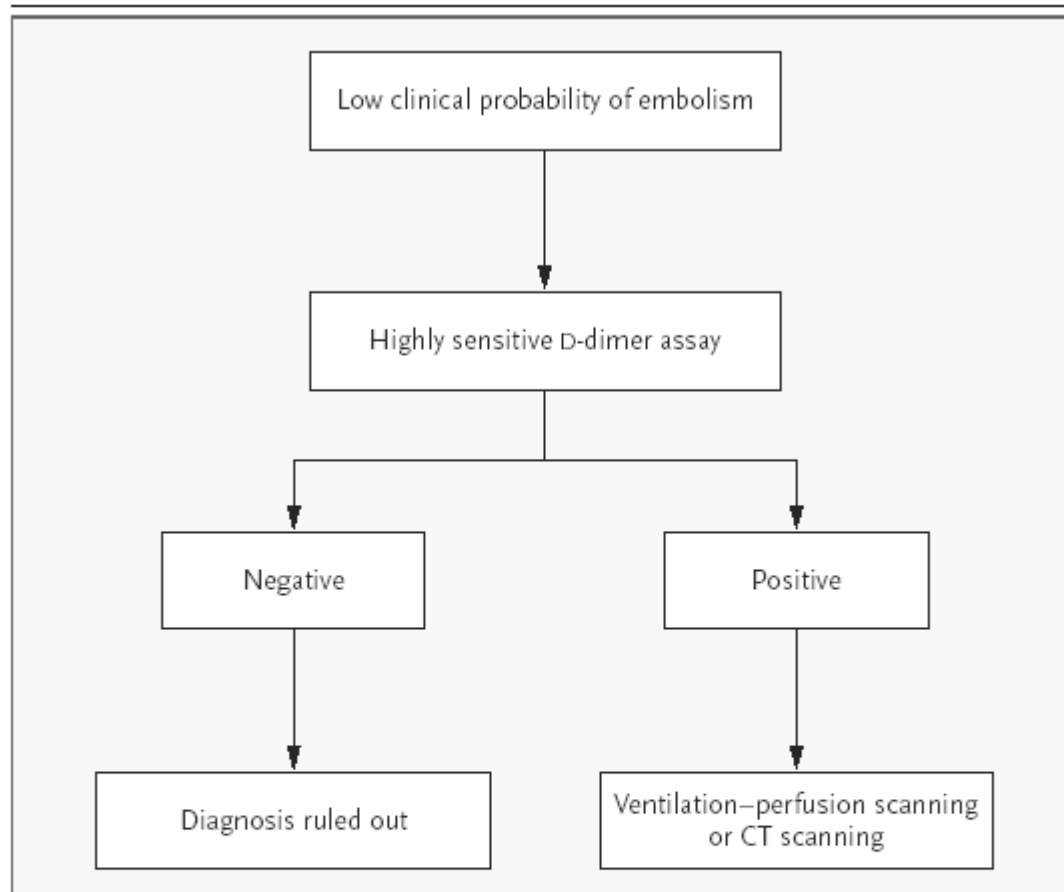 Low clinical probability of embolism
Highly sensitive D-dimer assay
Negative
Positive
Diagnosis ruled out
Ventilation–perfusion scanning
or CT scanning